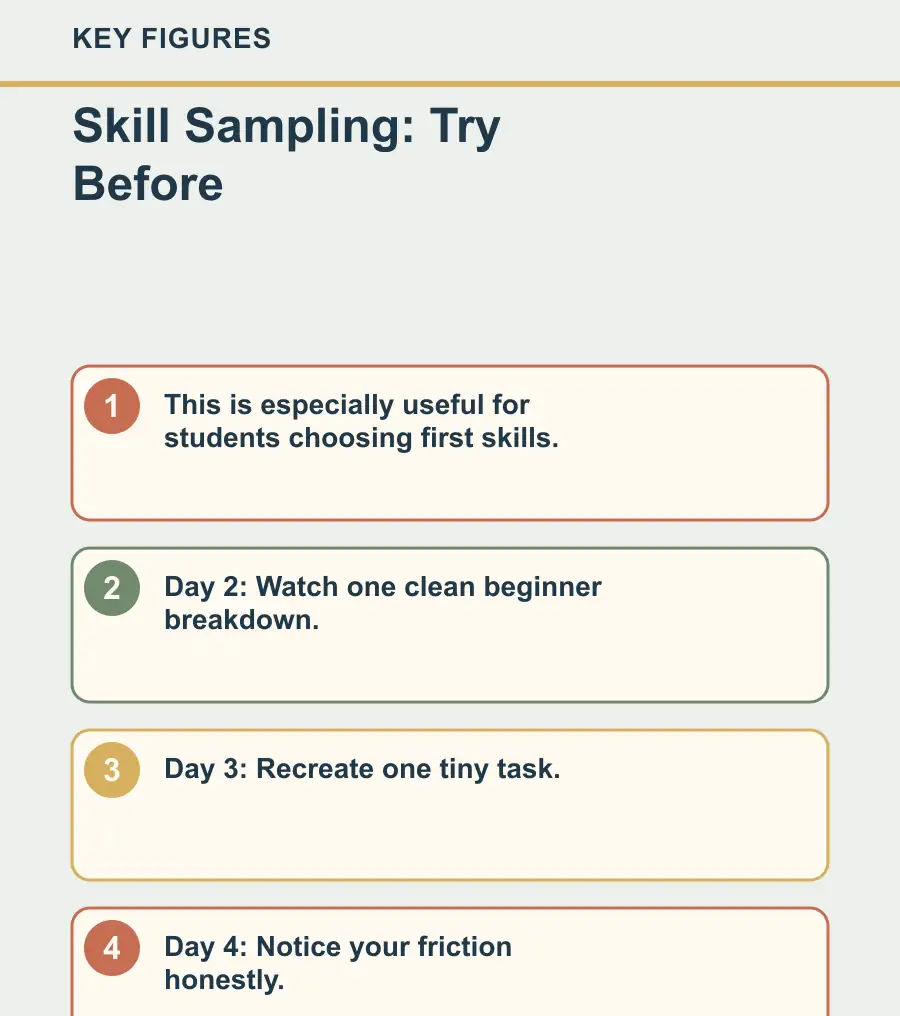 KEY FIGURES
Skill Sampling: Try
Before
1
This is especially useful for
students choosing first skills.
2
Day 2: Watch one clean beginner
breakdown.
3
Day 3: Recreate one tiny task.
4
Day 4: Notice your friction
honestly.